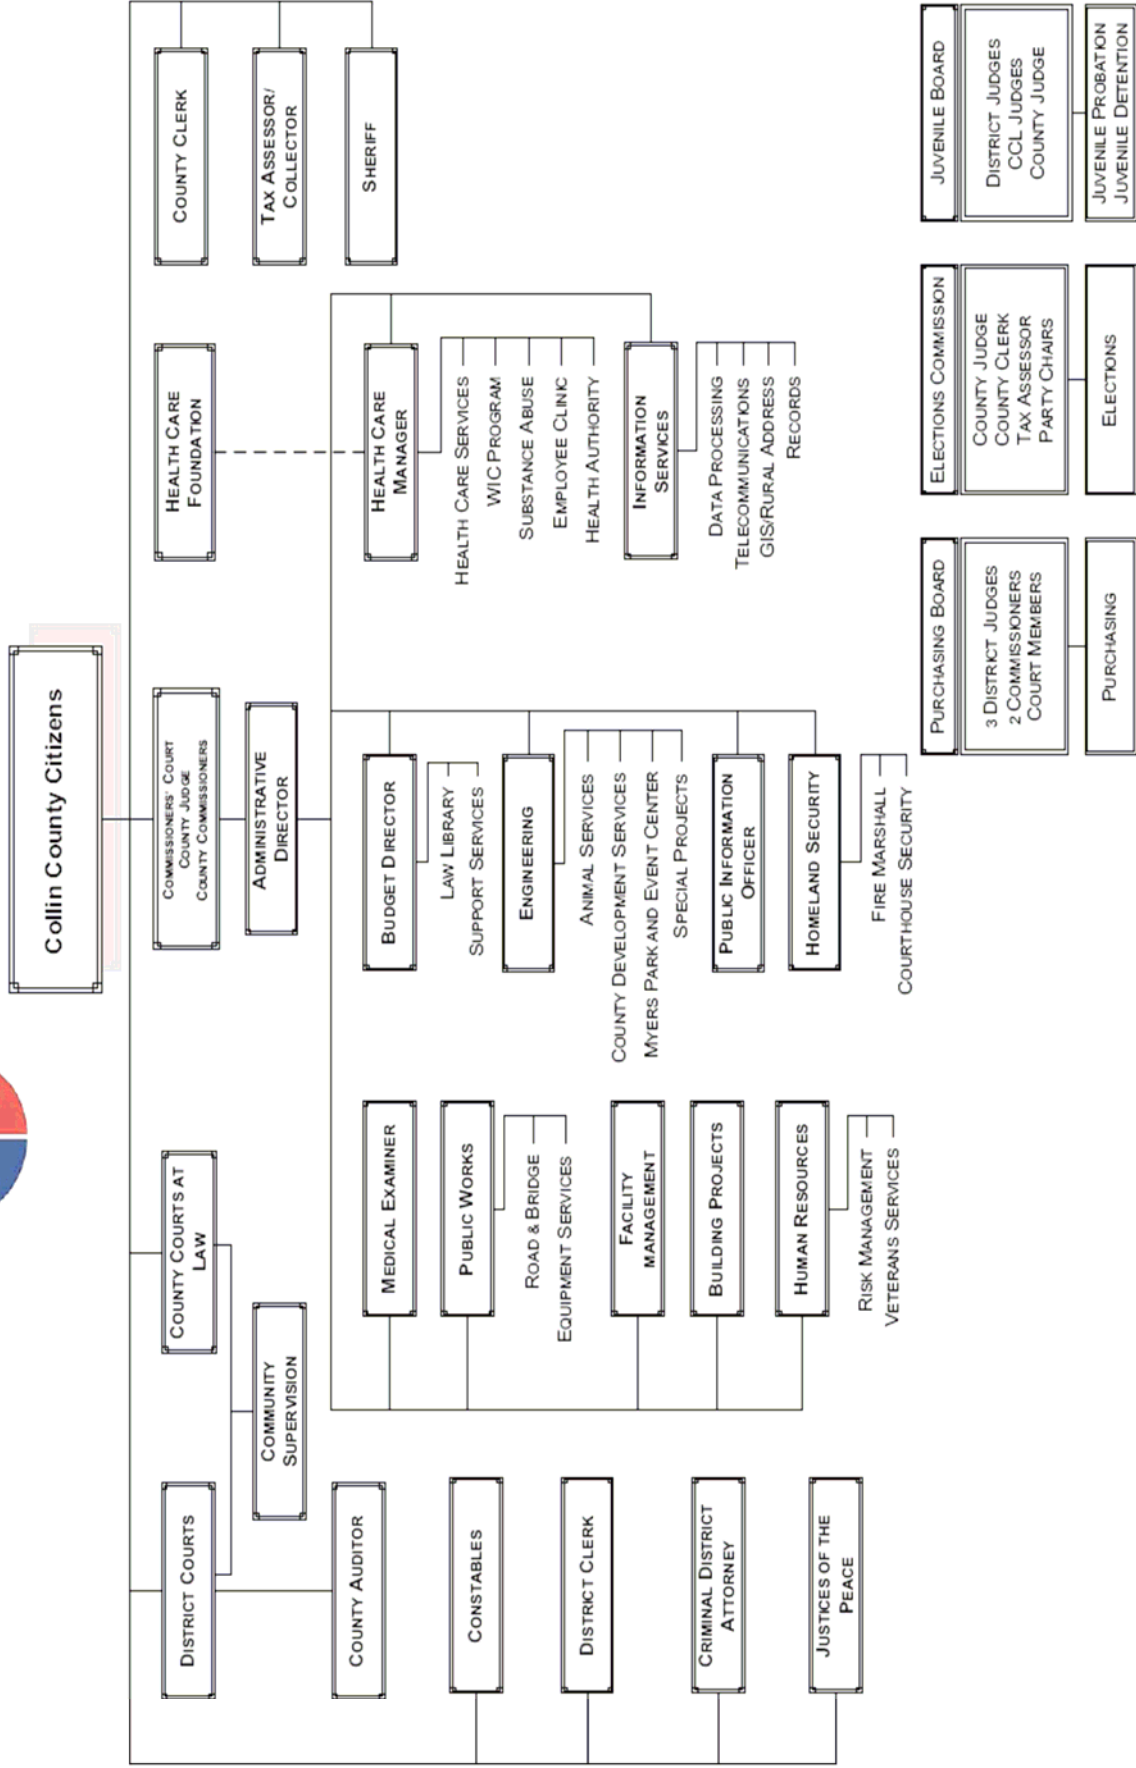 Collin County Citizens
DISTRICT COURTS
COUNTY COURTS AT
LAW
COMMUNITY
SUPERVISION
COUNTY AUDITOR
CONSTABLES
DISTRICT CLERK
CRIMINAL DISTRICT
ATTORNEY
JUSTICES OF THE
PEACE
COMMISSIONERS' COURT
COUNTY JUDGE
COUNTY COMMISSIONERS
ADMINISTRATIVE
DIRECTOR
MEDICAL EXAMINER
PUBLIC WORKS
ROAD & BRIDGE
EQUIPMENT SERVICES
FACILITY
MANAGEMENT
BUILDING PROJECTS
HUMAN RESOURCES
RISK MANAGEMENT
VETERANS SERVICES
BUDGET DIRECTOR
LAW LIBRARY
SUPPORT SERVICES
ENGINEERING
ANIMAL SERVICES
COUNTY DEVELOPMENT SERVICES
MYERS PARK AND EVENT CENTER
SPECIAL PROJECTS
PUBLIC INFORMATION
OFFICER
HOMELAND SECURITY
FIRE MARSHALL
COURTHOUSE SECURITY
HEALTH CARE
FOUNDATION
HEALTH CARE
MANAGER
HEALTH CARE SERVICES
WIC PROGRAM
SUBSTANCE ABUSE
EMPLOYEE CLINIC
HEALTH AUTHORITY
INFORMATION
SERVICES
DATA PROCESSING
TELECOMMUNICATIONS
GIS/RURAL ADDRESS
RECORDS
COUNTY CLERK
TAX ASSESSOR/
COLLECTOR
SHERIFF
PURCHASING BOARD
3 DISTRICT JUDGES
2 COMMISSIONERS
COURT MEMBERS
PURCHASING
ELECTIONS COMMISSION
COUNTY JUDGE
COUNTY CLERK
TAX ASSESSOR
PARTY CHAIRS
ELECTIONS
JUVENILE BOARD
DISTRICT JUDGES
CCL JUDGES
COUNTY JUDGE
JUVENILE PROBATION
JUVENILE DETENTION